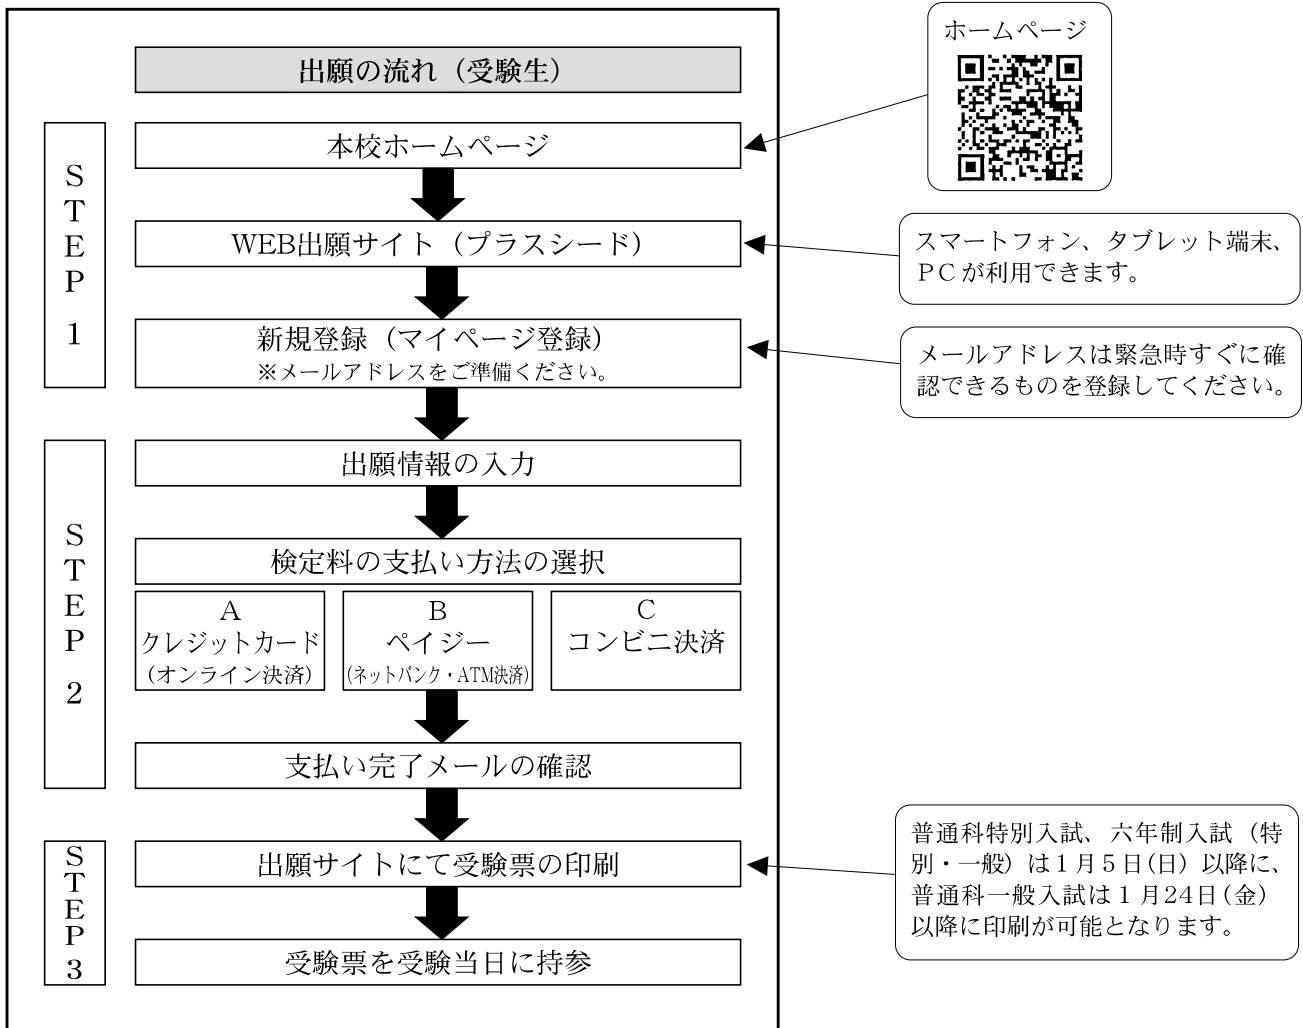 出願の流れ（受験生）
ホームページ
STEP 1
本校ホームページ
WEB出願サイト（プラスシード）
スマートフォン、タブレット端末、
ＰＣが利用できます。
新規登録（マイページ登録）
※メールアドレスをご準備ください。
メールアドレスは緊急時すぐに確
認できるものを登録してください。
STEP 2
出願情報の入力
検定料の支払い方法の選択
A
クレジットカード
（オンライン決済）
B
ペイジー
（ネットバンク・ATM決済）
C
コンビニ決済
支払い完了メールの確認
STEP 3
出願サイトにて受験票の印刷
普通科特別入試、六年制入試（特
別・一般）は１月５日（日）以降に、
普通科一般入試は１月24日（金）
以降に印刷が可能となります。
受験票を受験当日に持参